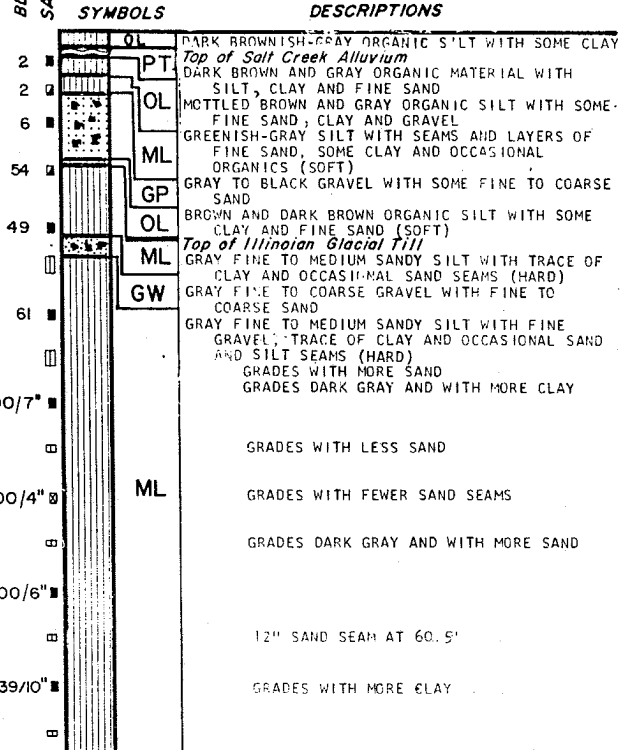 BL
SA
SYMBOLS
DESCRIPTIONS
OL
DARK BROWNISH-GRAY ORGANIC SILT WITH SOME CLAY
2
PT
Top of Salt Creek Alluvium
DARK BROWN AND GRAY ORGANIC MATERIAL WITH
SILT, CLAY AND FINE SAND
2
OL
MOTTLED BROWN AND GRAY ORGANIC SILT WITH SOME
FINE SAND, CLAY AND GRAVEL
6
GREENISH-GRAY SILT WITH SEAMS AND LAYERS OF
ML
FINE SAND, SOME CLAY AND OCCASIONAL
ORGANICS (SOFT)
54
GP
GRAY TO BLACK GRAVEL WITH SOME FINE TO COARSE
SAND
49
OL
BROWN AND DARK BROWN ORGANIC SILT WITH SOME
CLAY AND FINE SAND (SOFT)
Top of Illinoian Glacial Till
ML
GRAY FINE TO MEDIUM SANDY SILT WITH TRACE OF
CLAY AND OCCASIONAL SAND SEAMS (HARD)
GW
GRAY FINE TO COARSE GRAVEL WITH FINE TO
COARSE SAND
61
GRAY FINE TO MEDIUM SANDY SILT WITH FINE
GRAVEL, TRACE OF CLAY AND OCCASIONAL SAND
AND SILT SEAMS (HARD)
GRADES WITH MORE SAND
GRADES DARK GRAY AND WITH MORE CLAY
00/7"
GRADES WITH LESS SAND
00/4"
ML
GRADES WITH FEWER SAND SEAMS
GRADES DARK GRAY AND WITH MORE SAND
00/6"
12" SAND SEAM AT 60.5'
39/10"
GRADES WITH MORE CLAY